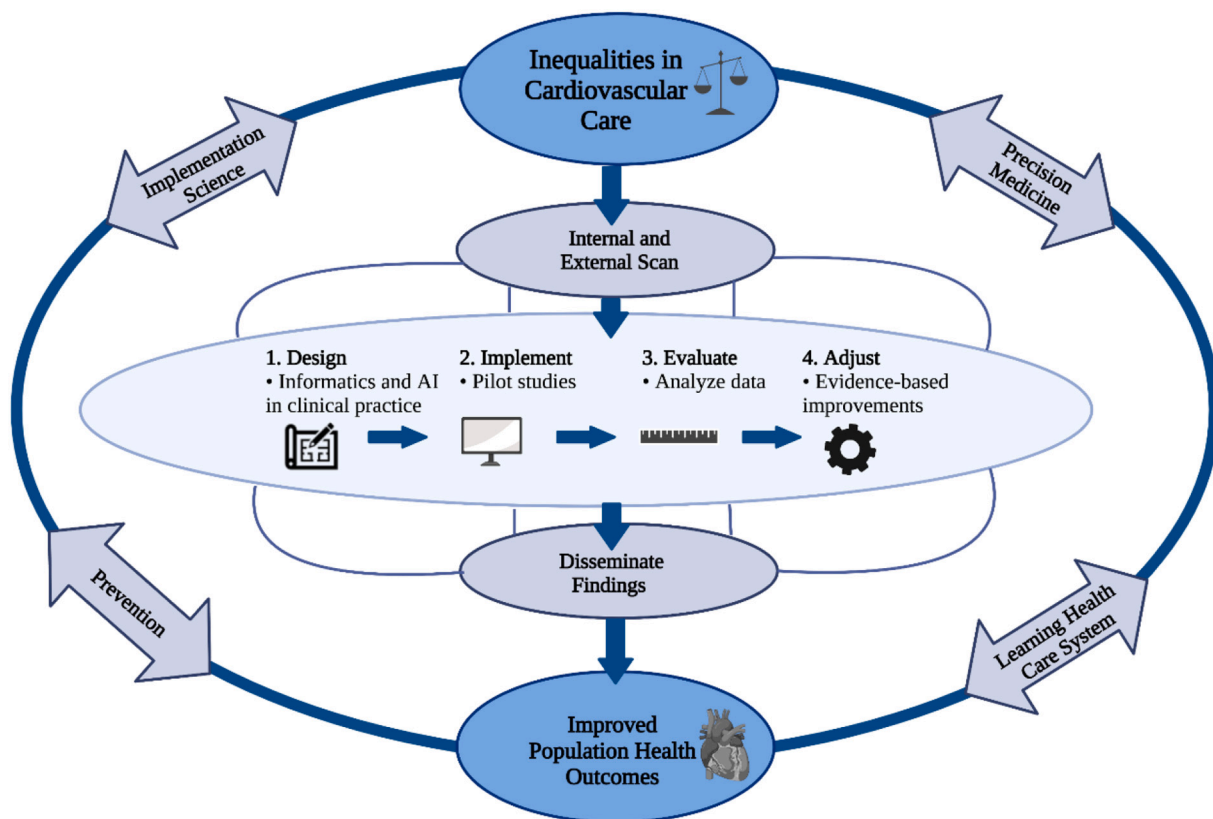 Inequalities in
Cardiovascular
Care
Implementation
Science
Precision
Medicine
Internal and
External Scan
1. Design
• Informatics and AI
in clinical practice
2. Implement
• Pilot studies
3. Evaluate
• Analyze data
4. Adjust
• Evidence-based
improvements
Disseminate
Findings
Prevention
Learning Health
Care System
Improved
Population Health
Outcomes